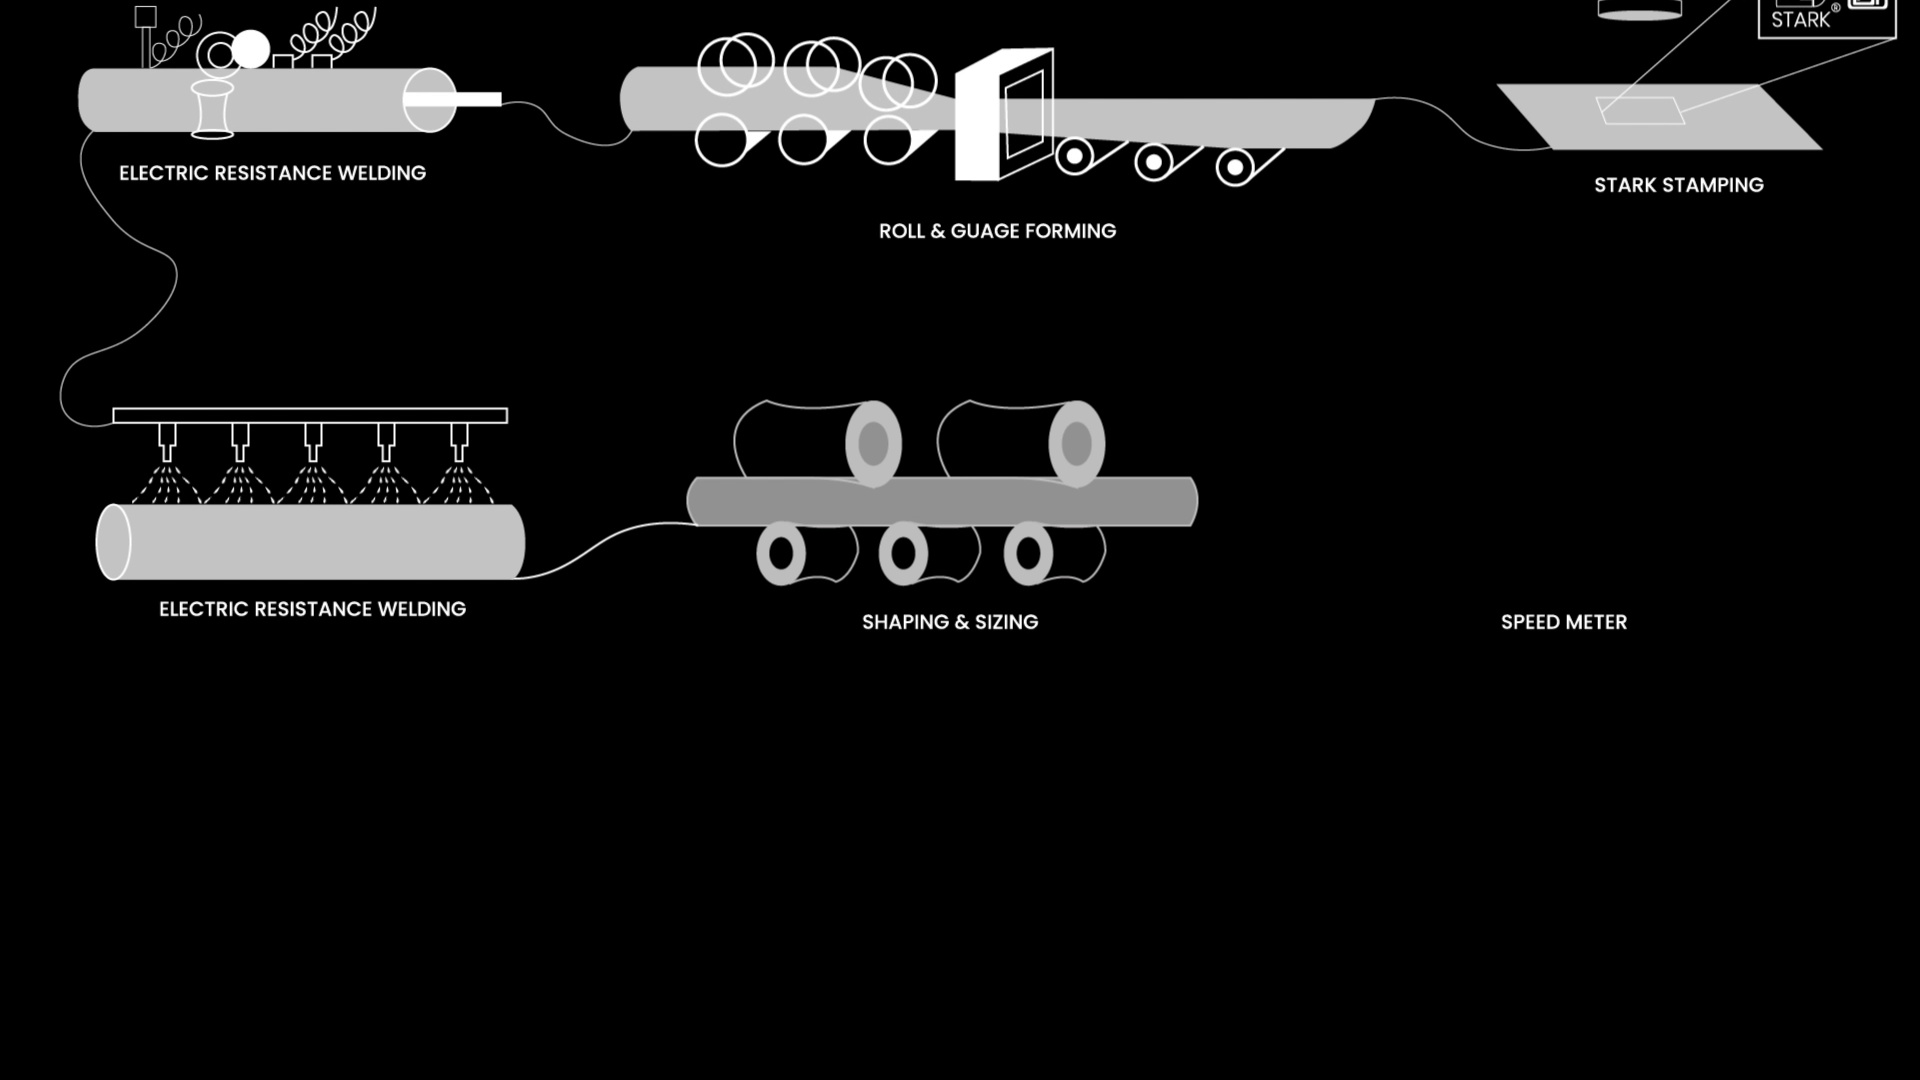 STARK®
ELECTRIC RESISTANCE WELDING
ROLL & GUAGE FORMING
STARK STAMPING
ELECTRIC RESISTANCE WELDING
SHAPING & SIZING
SPEED METER